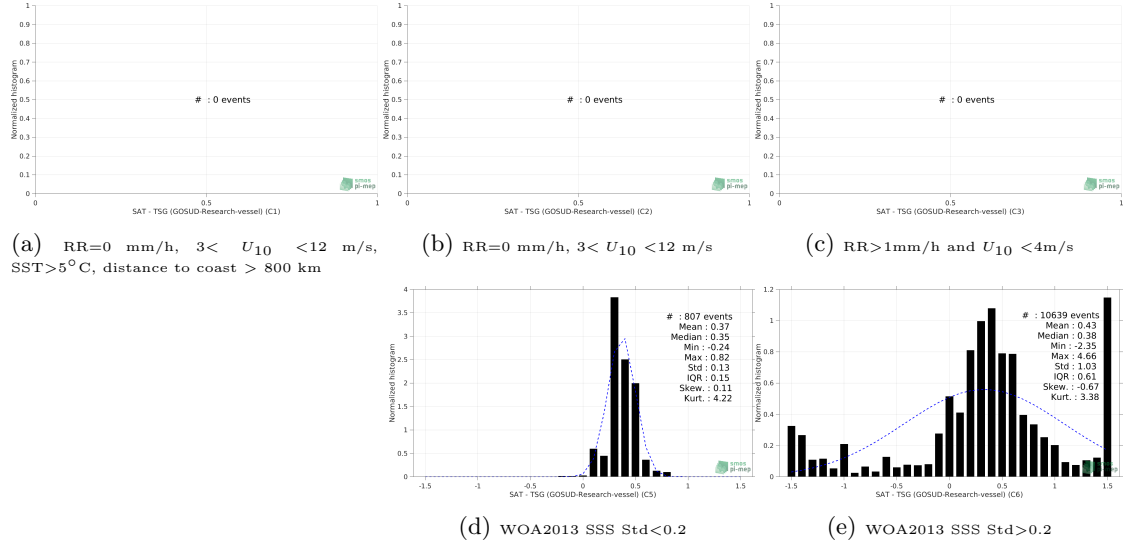 1
0.9
0.8
0.7
0.6
0.5
0.4
0.3
0.2
0.1
0
Normalized histogram
# : 0 events
smos
pi-mep
0 0.5 1
SAT - TSG (GOSUD-Research-vessel) (C1)
(a) RR=0 mm/h, 3< U10 <12 m/s,
SST>5°C, distance to coast > 800 km
1
0.9
0.8
0.7
0.6
0.5
0.4
0.3
0.2
0.1
0
Normalized histogram
# : 0 events
smos
pi-mep
0 0.5 1
SAT - TSG (GOSUD-Research-vessel) (C2)
(b) RR=0 mm/h, 3< U10 <12 m/s
1
0.9
0.8
0.7
0.6
0.5
0.4
0.3
0.2
0.1
0
Normalized histogram
# : 0 events
smos
pi-mep
0 0.5 1
SAT - TSG (GOSUD-Research-vessel) (C3)
(c) RR>1mm/h and U10 <4m/s
4
3.5
3
2.5
2
1.5
1
0.5
0
Normalized histogram
# : 807 events
Mean : 0.37
Median : 0.35
Min : -0.24
Max : 0.82
Std : 0.13
IQR : 0.15
Skew. : 0.11
Kurt. : 4.22
smos
pi-mep
-1.5 -1 -0.5 0 0.5 1 1.5
SAT - TSG (GOSUD-Research-vessel) (C5)
(d) WOA2013 SSS Std<0.2
1.2
1
0.8
0.6
0.4
0.2
0
Normalized histogram
# : 10639 events
Mean : 0.43
Median : 0.38
Min : -2.35
Max : 4.66
Std : 1.03
IQR : 0.61
Skew. : -0.67
Kurt. : 3.38
smos
pi-mep
-1.5 -1 -0.5 0 0.5 1 1.5
SAT - TSG (GOSUD-Research-vessel) (C6)
(e) WOA2013 SSS Std>0.2